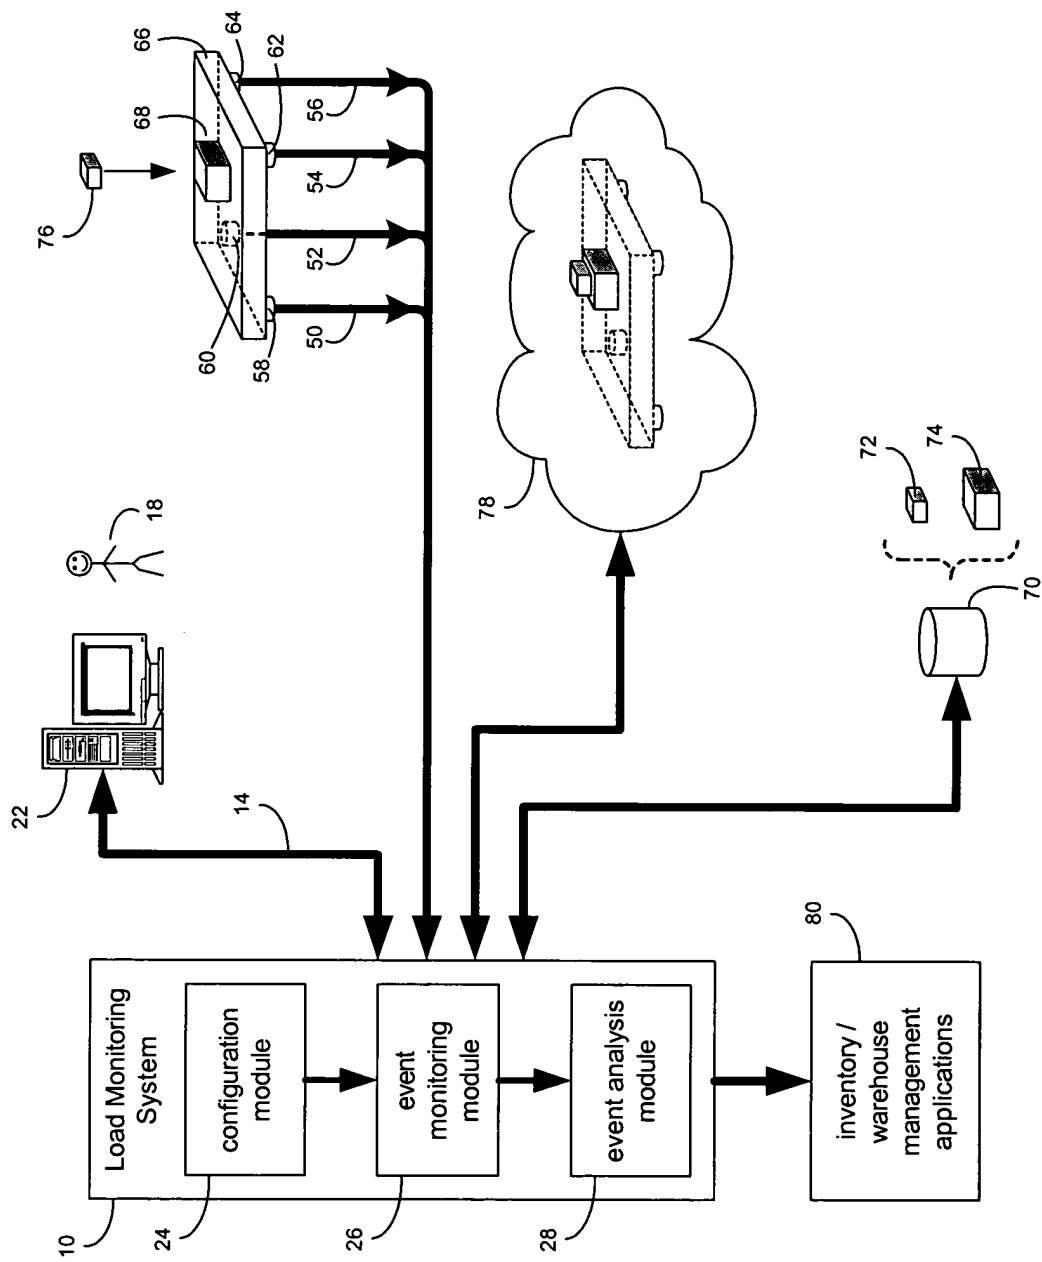 10
Load Monitoring
System
24
configuration
module
26
event
monitoring
module
28
event analysis
module
80
inventory /
warehouse
management
applications
22
14
18
78
70
72
74
76
68
66
64
62
60
58
50
52
54
56